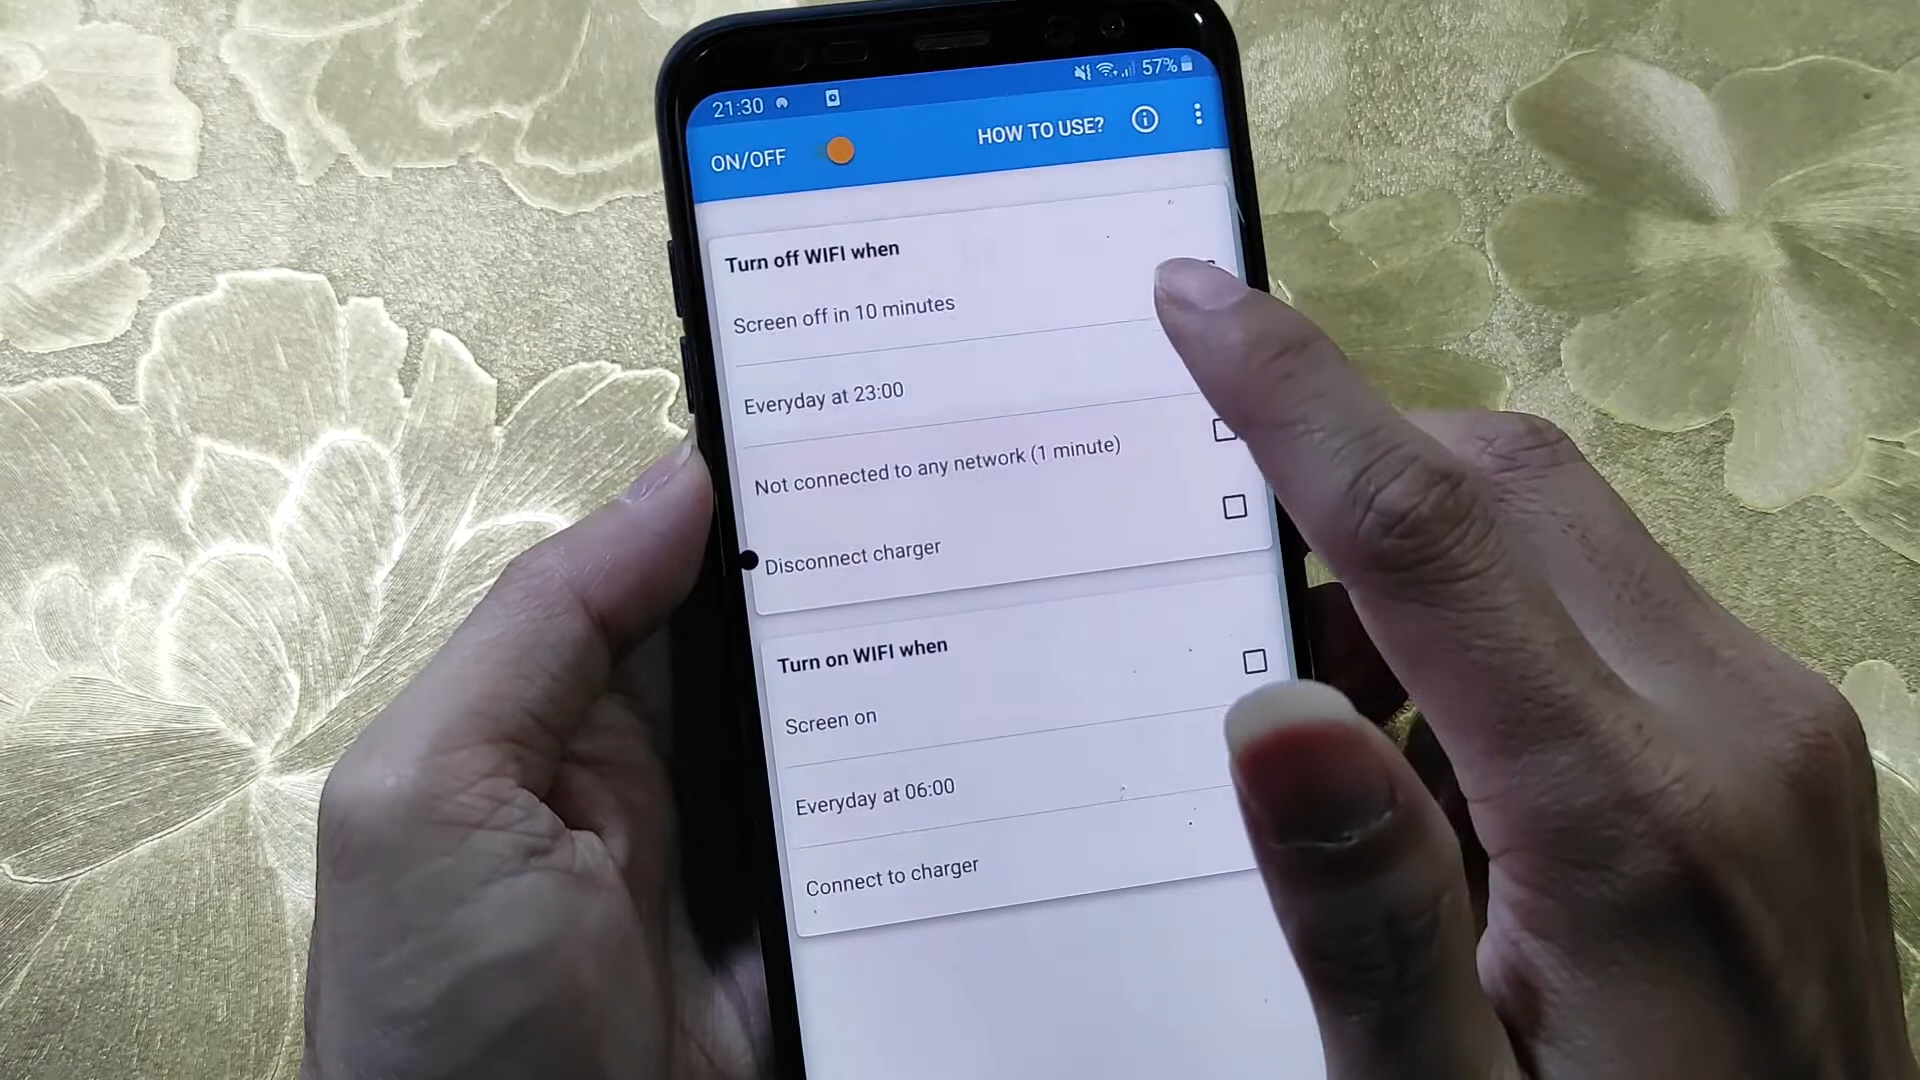 21:30 57%
ON/OFF HOW TO USE?
Turn off WIFI when
Screen off in 10 minutes
Everyday at 23:00
Not connected to any network (1 minute)
Disconnect charger
Turn on WIFI when
Screen on
Everyday at 06:00
Connect to charger